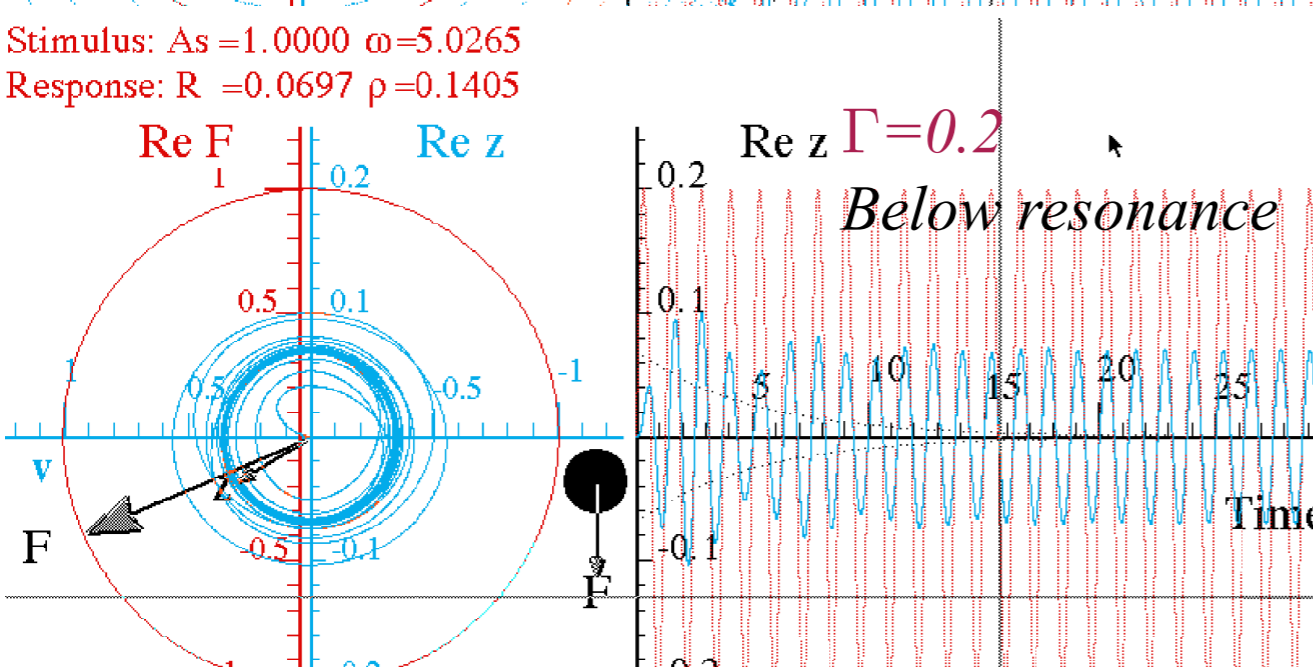 Stimulus: As =1.0000 ω=5.0265
Response: R =0.0697 ρ=0.1405
Re F
Re z
Re z
Γ=0.2
Below resonance
1
0.2
0.2
0.5
0.1
0.1
1
0.5
-0.5
-1
5
10
15
20
25
v
z
F
F
-0.5
-0.1
-0.1
Time